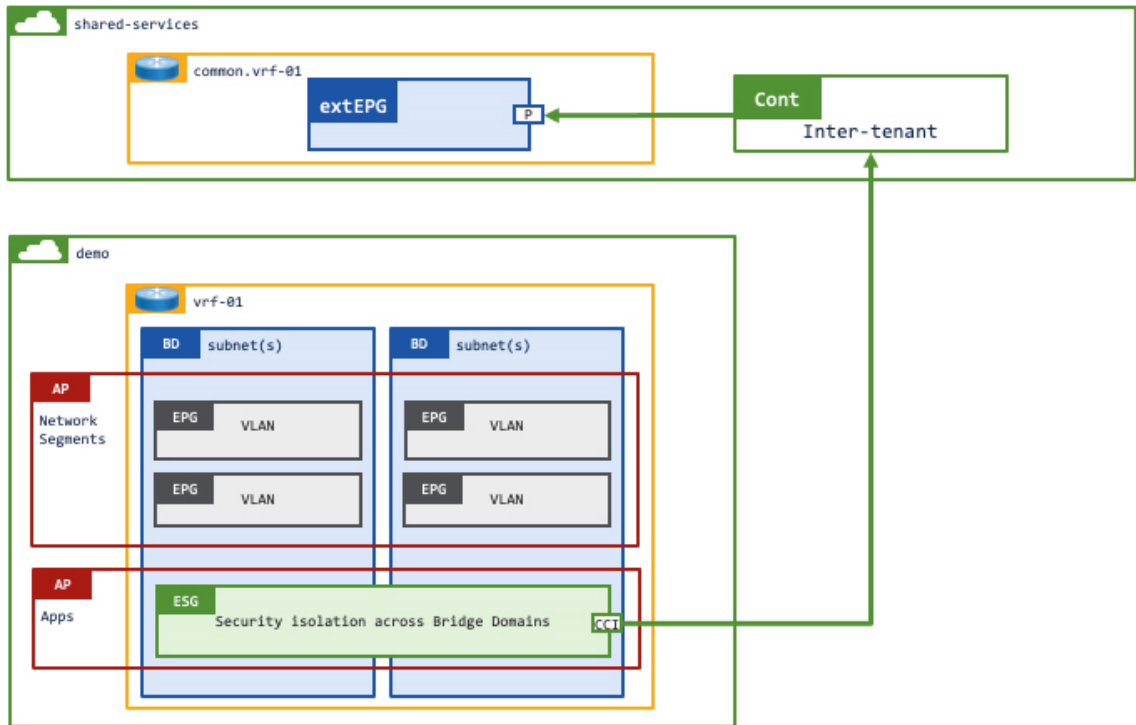 shared-services
common.vrf-01
extEPG
P
Cont
Inter-tenant
demo
vrf-01
BD subnet(s)
BD subnet(s)
AP
Network
Segments
EPG VLAN
EPG VLAN
EPG VLAN
EPG VLAN
AP
Apps
ESG
Security isolation across Bridge Domains
CCI